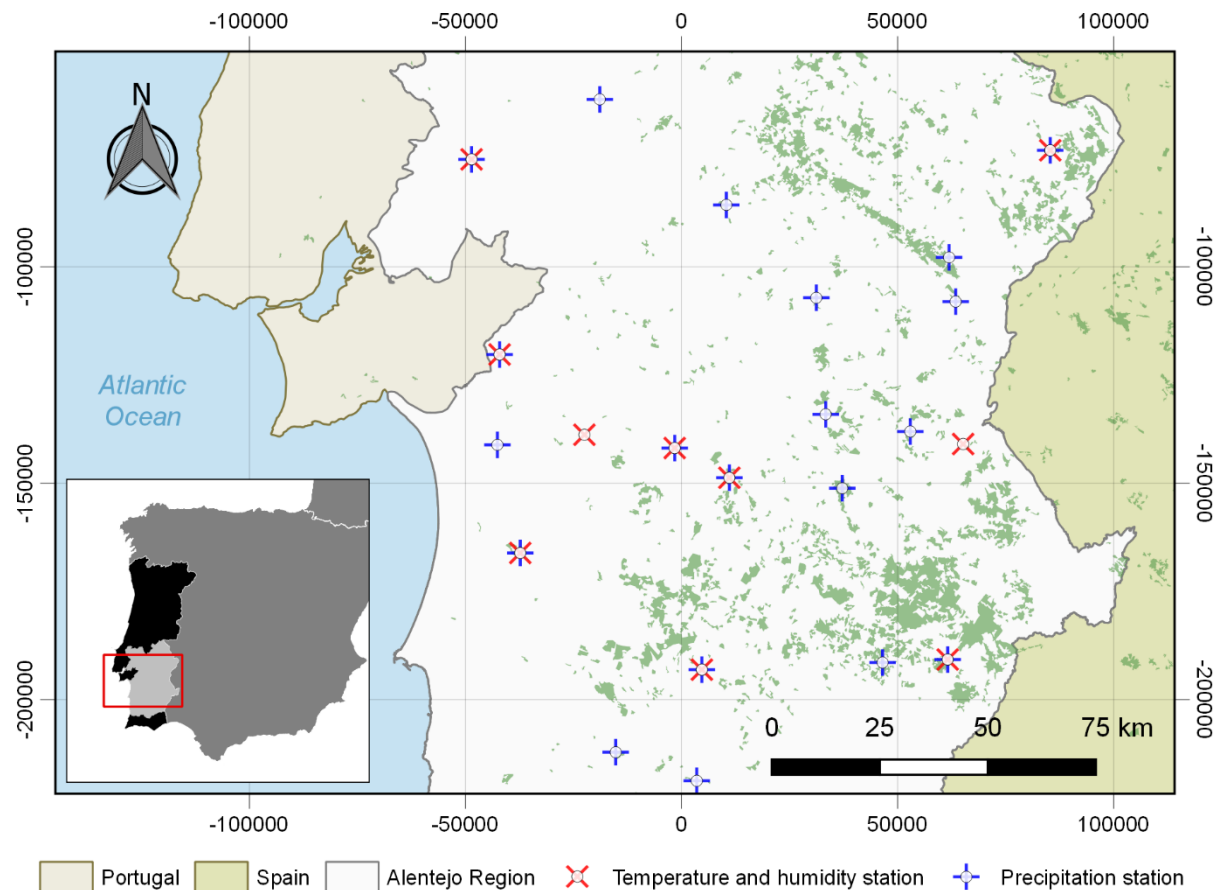 -100000 -50000 0 50000 100000
N
-100000
-100000
Atlantic
Ocean
-150000
-150000
-200000
-200000
0 25 50 75 km
-100000 -50000 0 50000 100000
Portugal Spain Alentejo Region Temperature and humidity station Precipitation station